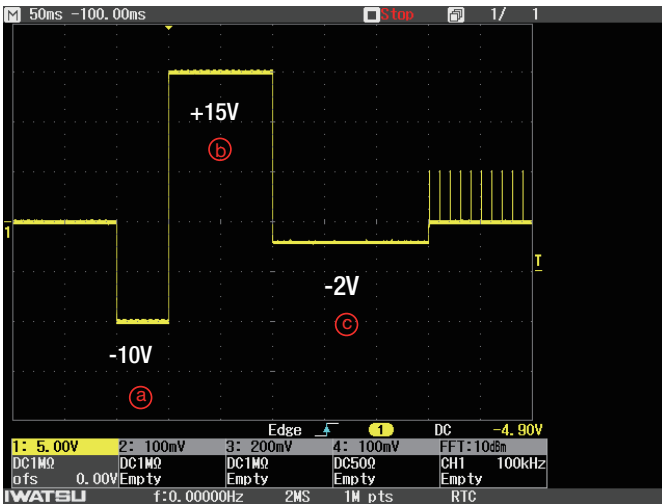 M 50ms -100.00ms Stop 1/ 1
+15V
b
1
T
-2V
c
-10V
a
Edge 1 DC -4.90V
1: 5.00V 2: 100mV 3: 200mV 4: 100mV FFT:10dBm
DC1MΩ DC1MΩ DC1MΩ DC50Ω CH1 100kHz
ofs 0.00V Empty Empty Empty Empty
IWATSU f:0.00000Hz 2MS 1M pts RTC